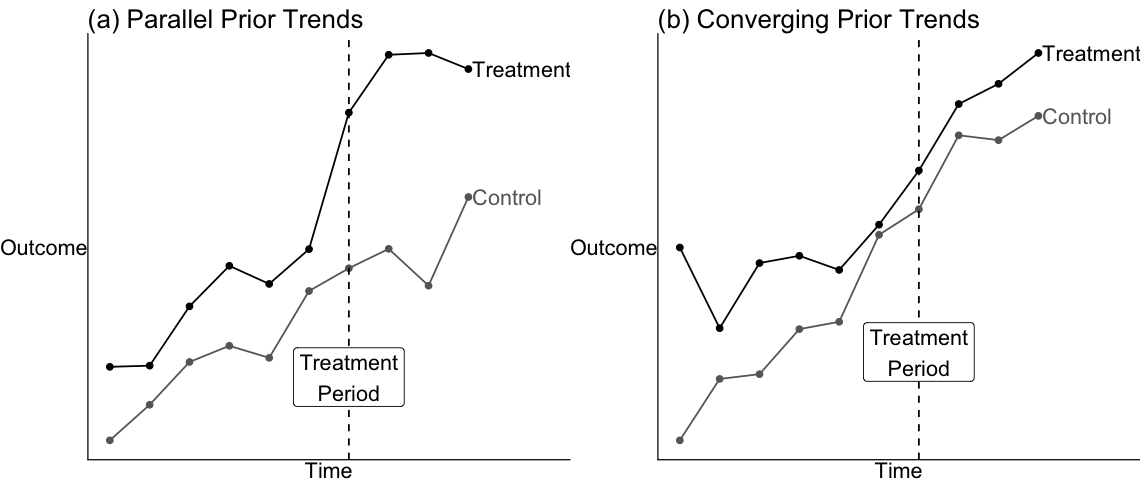 (a) Parallel Prior Trends
Treatment
Control
Outcome
Treatment
Period
Time
(b) Converging Prior Trends
Treatment
Control
Outcome
Treatment
Period
Time